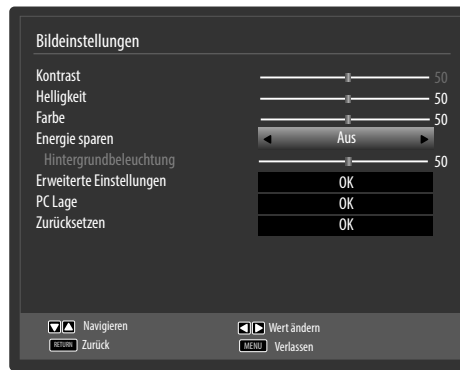 Bildeinstellungen
Kontrast 50
Helligkeit 50
Farbe 50
Energie sparen Aus
Hintergrundbeleuchtung 50
Erweiterte Einstellungen OK
PC Lage OK
Zurücksetzen OK
Navigieren Wert ändern
RETURN Zurück MENU Verlassen